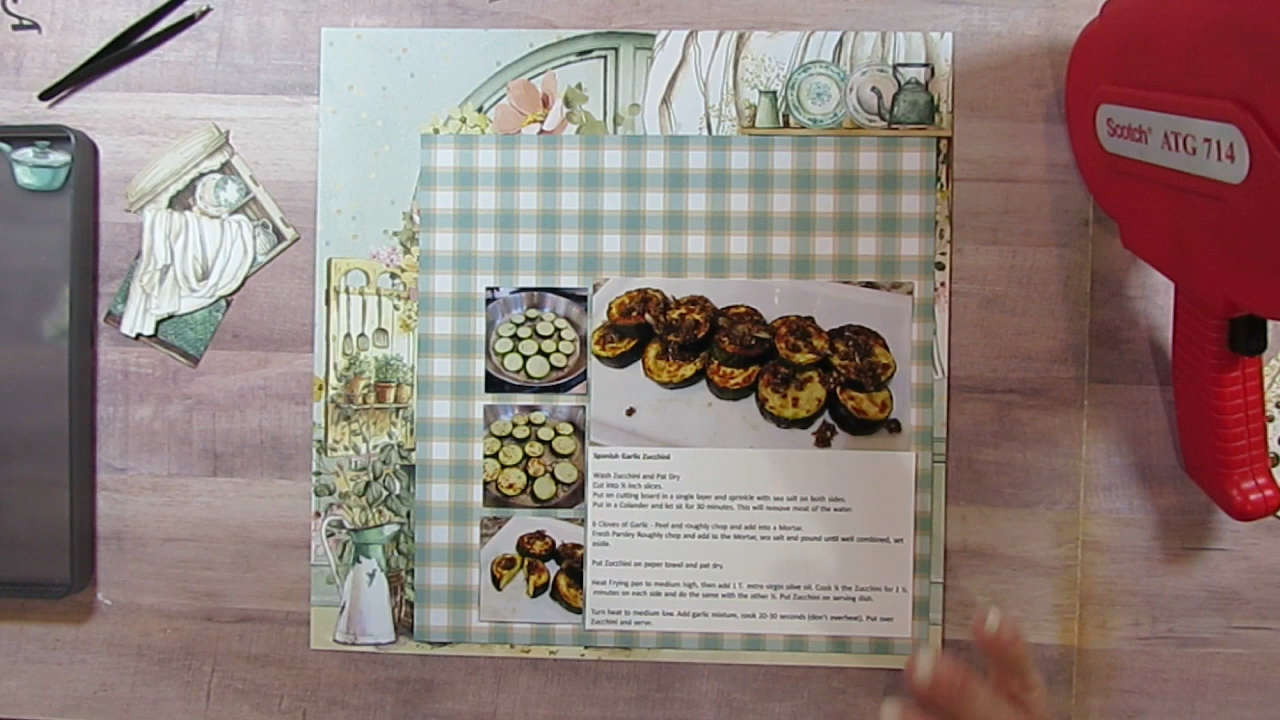 Scotch® ATG 714
Spanish Garlic Zucchini
Wash Zucchini and Pat Dry
Cut into ½ inch slices.
Put on cutting board in a single layer and sprinkle with sea salt on both sides.
Put in a Colander and let sit for 30 minutes. This will remove most of the water
6 Cloves of Garlic - Peel and roughly chop and add into a Mortar.
Fresh Parsley Roughly chop and add to the Mortar, sea salt and pound until well combined, set
aside.
Put Zucchini on paper towel and pat dry.
Heat Frying pan to medium high, then add 1 T. extra virgin olive oil. Cook ½ the Zucchini for 1 ½
minutes on each side and do the same with the other ½. Put Zucchini on serving dish.
Turn heat to medium low. Add garlic mixture, cook 20-30 seconds (don't overheat). Put over
Zucchini and serve.